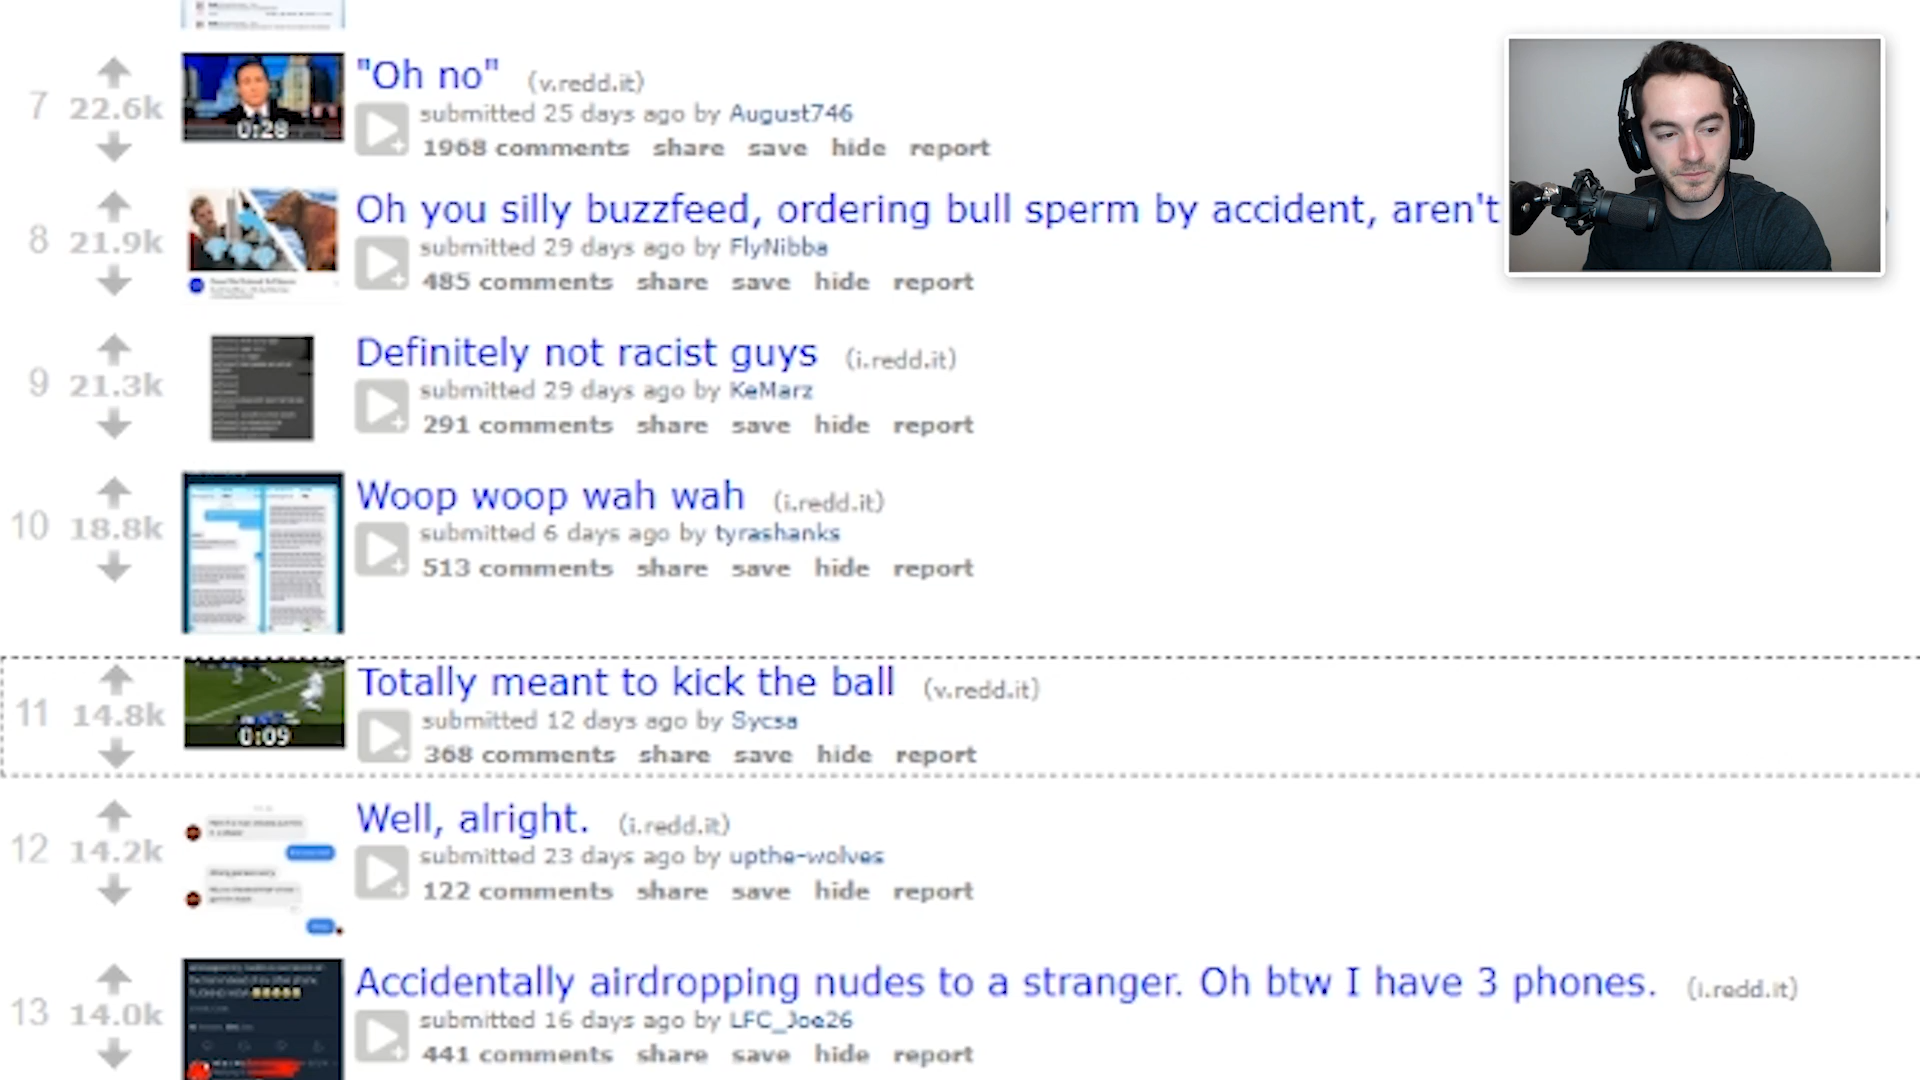 7
22.6k
0:28
"Oh no" (v.redd.it)
submitted 25 days ago by August746
1968 comments share save hide report
8
21.9k
Oh you silly buzzfeed, ordering bull sperm by accident, aren't
submitted 29 days ago by FlyNibba
485 comments share save hide report
9
21.3k
Definitely not racist guys (i.redd.it)
submitted 29 days ago by KeMarz
291 comments share save hide report
10
18.8k
Woop woop wah wah (i.redd.it)
submitted 6 days ago by tyrashanks
513 comments share save hide report
11
14.8k
0:09
Totally meant to kick the ball (v.redd.it)
submitted 12 days ago by Sycsa
368 comments share save hide report
12
14.2k
Well, alright. (i.redd.it)
submitted 23 days ago by upthe-wolves
122 comments share save hide report
13
14.0k
Accidentally airdropping nudes to a stranger. Oh btw I have 3 phones. (i.redd.it)
submitted 16 days ago by LFC_Joe26
441 comments share save hide report